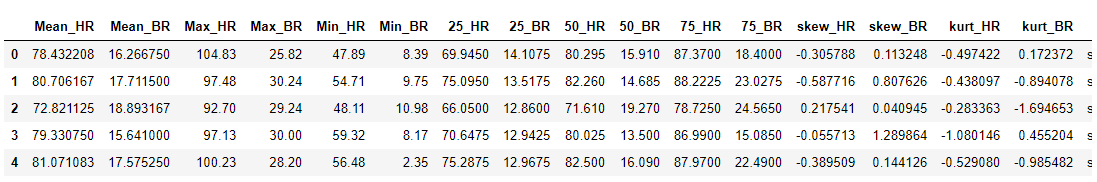 Mean_HR Mean_BR Max_HR Max_BR Min_HR Min_BR 25_HR 25_BR 50_HR 50_BR 75_HR 75_BR skew_HR skew_BR kurt_HR kurt_BR
0 78.432208 16.266750 104.83 25.82 47.89 8.39 69.9450 14.1075 80.295 15.910 87.3700 18.4000 -0.305788 0.113248 -0.497422 0.172372 s
1 80.706167 17.711500 97.48 30.24 54.71 9.75 75.0950 13.5175 82.260 14.685 88.2225 23.0275 -0.587716 0.807626 -0.438097 -0.894078 s
2 72.821125 18.893167 92.70 29.24 48.11 10.98 66.0500 12.8600 71.610 19.270 78.7250 24.5650 0.217541 0.040945 -0.283363 -1.694653 s
3 79.330750 15.641000 97.13 30.00 59.32 8.17 70.6475 12.9425 80.025 13.500 86.9900 15.0850 -0.055713 1.289864 -1.080146 0.455204 s
4 81.071083 17.575250 100.23 28.20 56.48 2.35 75.2875 12.9675 82.500 16.090 87.9700 22.4900 -0.389509 0.144126 -0.529080 -0.985482 s